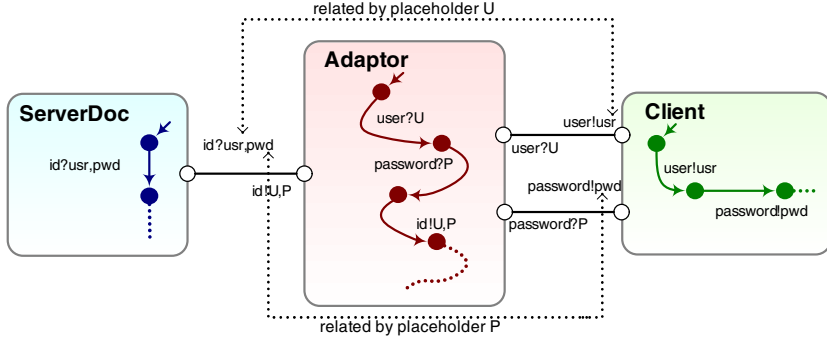 related by placeholder U
Adaptor
ServerDoc
Client
user?U
user!usr
id?usr,pwd
id?usr,pwd
user?U
password?P
user!usr
id!U,P
password!pwd
password!pwd
id!U,P
password?P
related by placeholder P